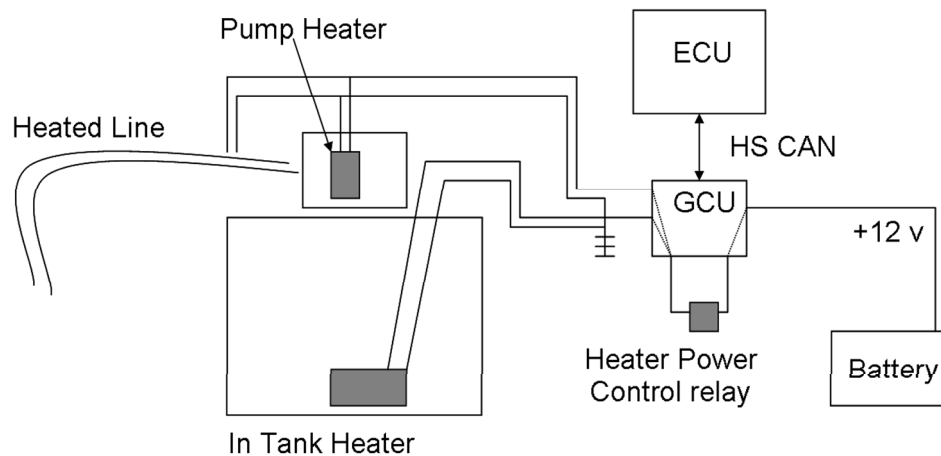 Pump Heater
ECU
Heated Line
HS CAN
GCU
+12 v
Heater Power
Control relay
Battery
In Tank Heater